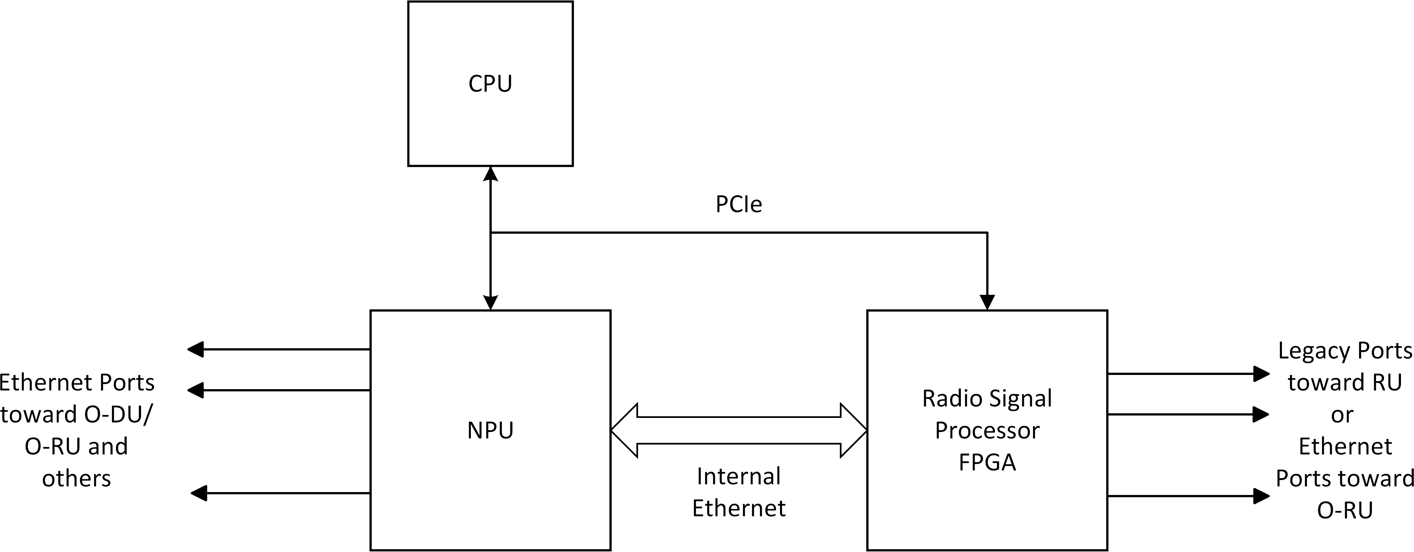 CPU
PCIe
Ethernet Ports
toward O-DU/
O-RU and
others
NPU
Internal
Ethernet
Radio Signal
Processor
FPGA
Legacy Ports
toward RU
or
Ethernet
Ports toward
O-RU